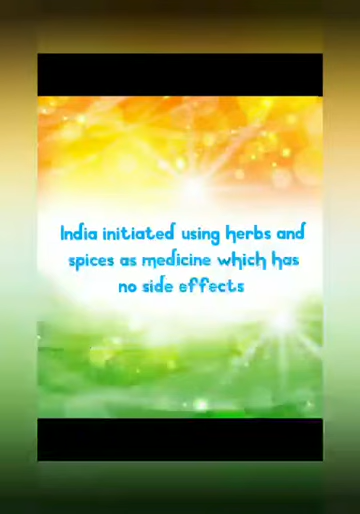 India initiated using herbs and
spices as medicine which has
no side effects